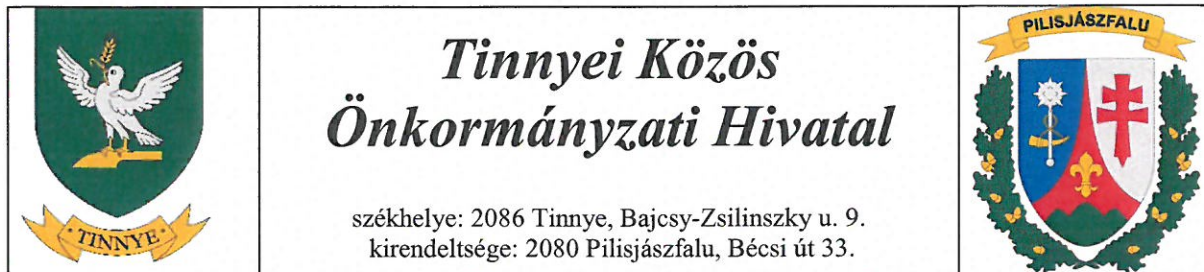 TINNYE
Tinnyei Közös
Önkormányzati Hivatal
székhelye: 2086 Tinnye, Bajcsy-Zsilinszky u. 9.
kirendeltsége: 2080 Pilisjászfalu, Bécsi út 33.
PILISJÁSZFALU